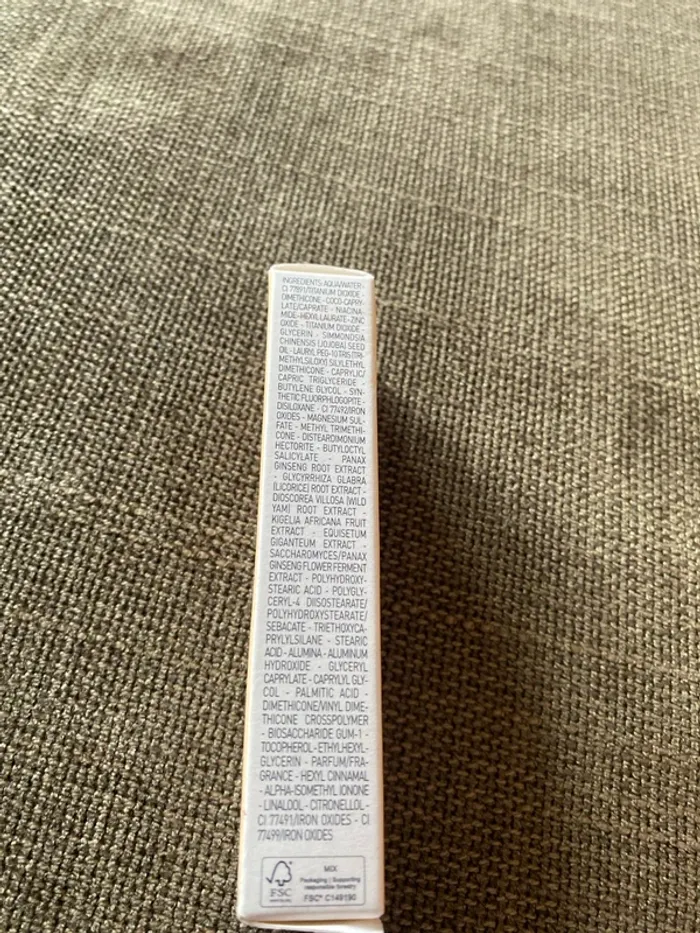 INGREDIENTS: AQUA/WATER -
CI 77891/TITANIUM DIOXIDE -
DIMETHICONE - COCO-CAPRY-
LATE/CAPRATE - NIACINA-
MIDE - HEXYL LAURATE - ZINC
OXIDE - TITANIUM DIOXIDE -
GLYCERIN - SIMMONDSIA
CHINENSIS (JOJOBA) SEED
OIL - LAURYL PEG-10 TRIS(TRI-
METHYLSILOXY) SILYLETHYL
DIMETHICONE - CAPRYLIC/
CAPRIC TRIGLYCERIDE -
BUTYLENE GLYCOL - SYN-
THETIC FLUORPHLOGOPITE -
DISILOXANE - CI 77492/IRON
OXIDES - MAGNESIUM SUL-
FATE - METHYL TRIMETHI-
CONE - DISTEARDIMONIUM
HECTORITE - BUTYLOCTYL
SALICYLATE - PANAX
GINSENG ROOT EXTRACT
- GLYCYRRHIZA GLABRA
(LICORICE) ROOT EXTRACT -
DIOSCOREA VILLOSA (WILD
YAM) ROOT EXTRACT -
KIGELIA AFRICANA FRUIT
EXTRACT - EQUISETUM
GIGANTEUM EXTRACT -
SACCHAROMYCES/PANAX
GINSENG FLOWER FERMENT
EXTRACT - POLYHYDROXY-
STEARIC ACID - POLYGLY-
CERYL-4 DIISOSTEARATE/
POLYHYDROXYSTEARATE/
SEBACATE - TRIETHOXYCA-
PRYLYLSILANE - STEARIC
ACID - ALUMINA - ALUMINUM
HYDROXIDE - GLYCERYL
CAPRYLATE - CAPRYLYL GLY-
COL - PALMITIC ACID -
DIMETHICONE/VINYL DIME-
THICONE CROSSPOLYMER
- BIOSACCHARIDE GUM-1 -
TOCOPHEROL - ETHYLHEXYL-
GLYCERIN - PARFUM/FRA-
GRANCE - HEXYL CINNAMAL
- ALPHA-ISOMETHYL IONONE
- LINALOOL - CITRONELLOL -
CI 77491/IRON OXIDES - CI
77499/IRON OXIDES
FSC
MIX
Packaging | Supporting
responsible forestry
FSC® C149190